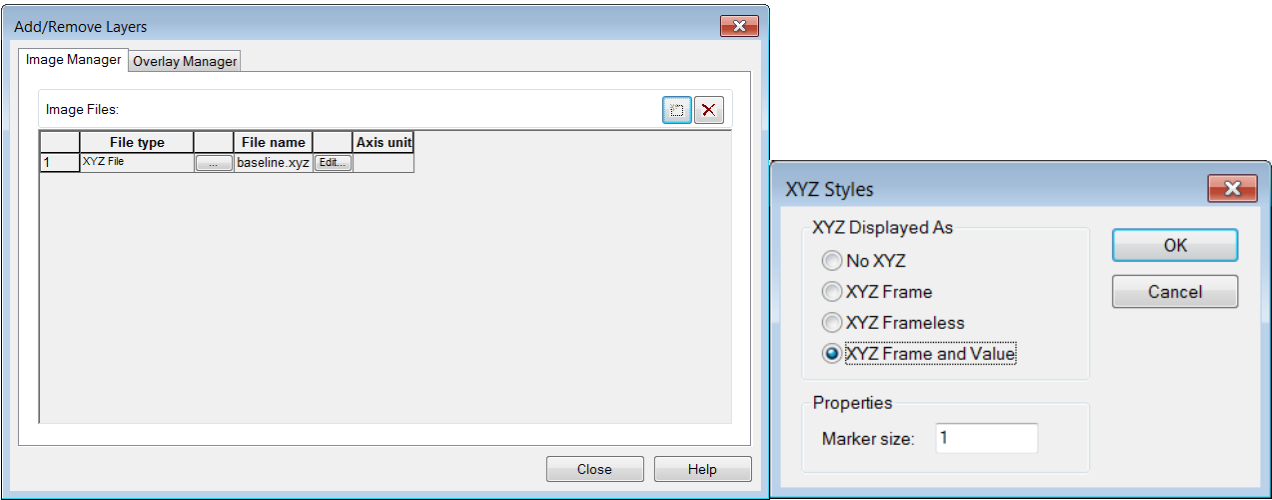 Add/Remove Layers
Image Manager Overlay Manager
Image Files:
File type File name Axis unit
1 XYZ File ... baseline.xyz Edit...
Close Help
XYZ Styles
XYZ Displayed As
No XYZ
XYZ Frame
XYZ Frameless
XYZ Frame and Value
OK
Cancel
Properties
Marker size: 1